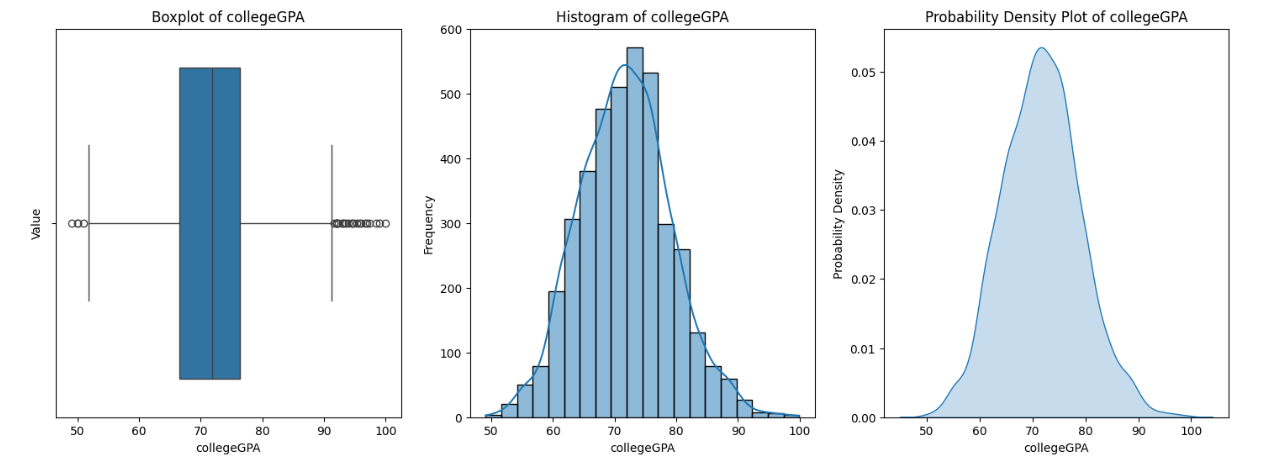 Boxplot of collegeGPA
Value
50 60 70 80 90 100
collegeGPA
Histogram of collegeGPA
Frequency
600
500
400
300
200
100
0
50 60 70 80 90 100
collegeGPA
Probability Density Plot of collegeGPA
Probability Density
0.05
0.04
0.03
0.02
0.01
0.00
50 60 70 80 90 100
collegeGPA